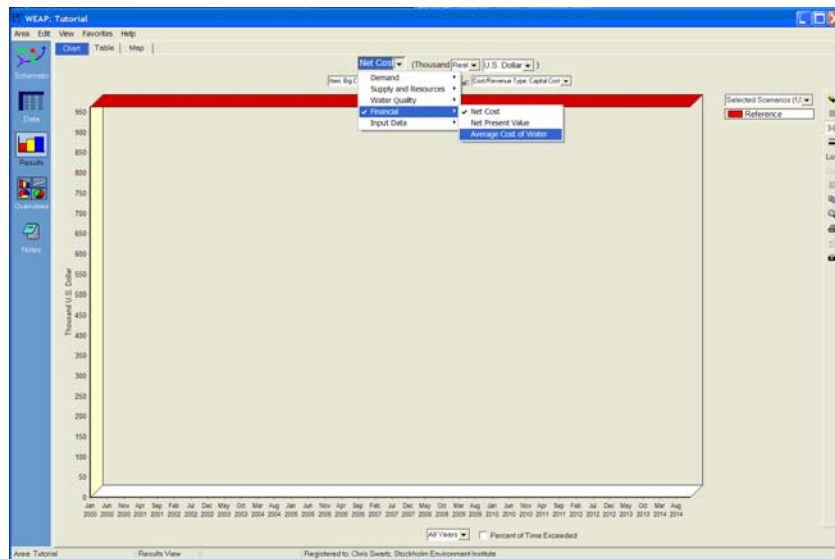 WEAP: Tutorial
Area Edit View Favorites Help
Chart Table Map
Net Cost (Thousand Real U.S. Dollar )
Item: Big C Cost/Revenue Type: Capital Cost
Demand
Supply and Resources
Water Quality
Financial
Input Data
Net Cost
Net Present Value
Average Cost of Water
Selected Scenarios (1/
Reference
Schematic
Data
Results
Overviews
Notes
950
900
850
800
750
700
650
600
550
500
450
400
350
300
250
200
150
100
50
0
Thousand U.S. Dollar
Jan Jun Nov Apr Sep Feb Jul Dec May Oct Mar Aug Jan Jun Nov Apr Sep Feb Jul Dec May Oct Mar Aug Jan Jun Nov Apr Sep Feb Jul Dec May Oct Mar Aug
2000 2000 2000 2001 2001 2002 2002 2002 2003 2003 2004 2004 2005 2005 2005 2006 2006 2007 2007 2007 2008 2008 2009 2009 2010 2010 2010 2011 2011 2012 2012 2012 2013 2013 2014 2014
All Years Percent of Time Exceeded
Area: Tutorial Results View Registered to: Chris Swartz, Stockholm Environment Institute